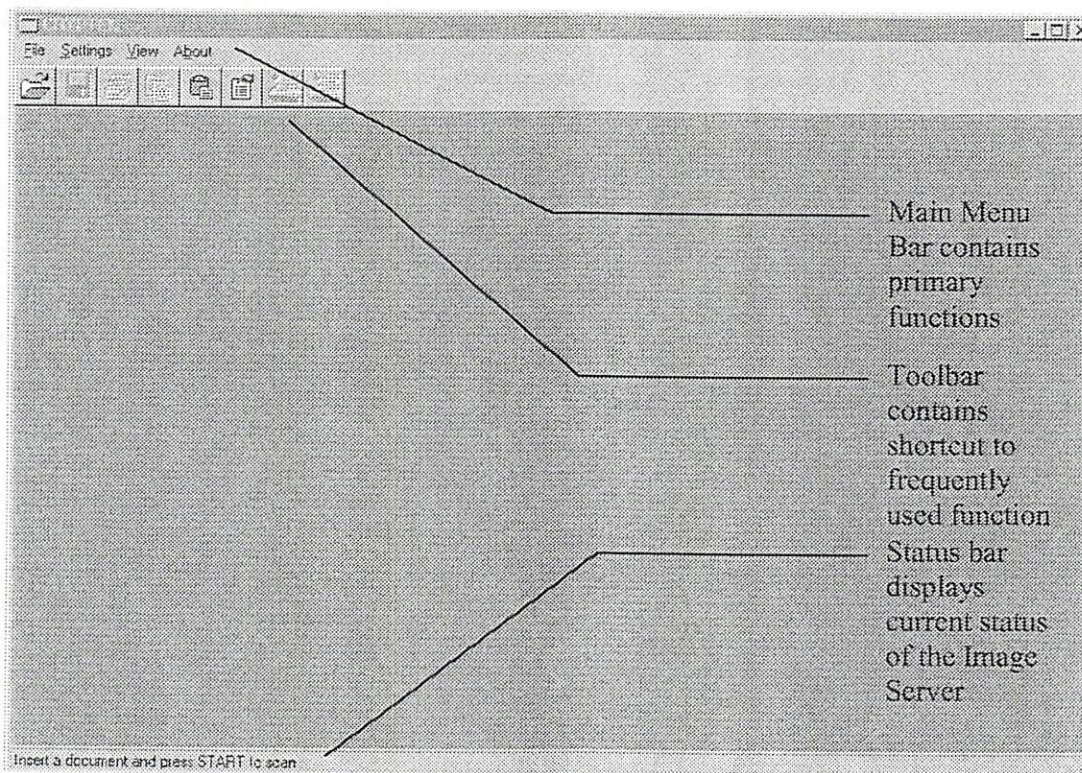 File Settings View About
Main Menu
Bar contains
primary
functions
Toolbar
contains
shortcut to
frequently
used function
Status bar
displays
current status
of the Image
Server
Insert a document and press START to scan